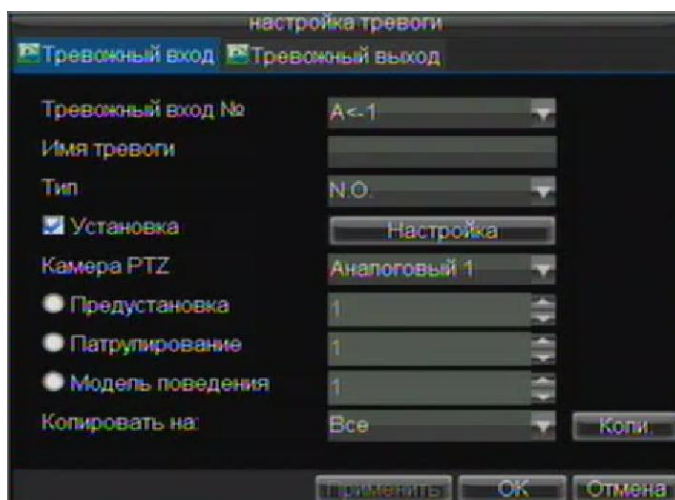 настройка тревоги
Тревожный вход Тревожный выход
Тревожный вход № A<-1
Имя тревоги
Тип N.O.
Установка Настройка
Камера PTZ Аналоговый 1
Предустановка 1
Патрулирование 1
Модель поведения 1
Копировать на: Все Копи.
Применить OK Отмена